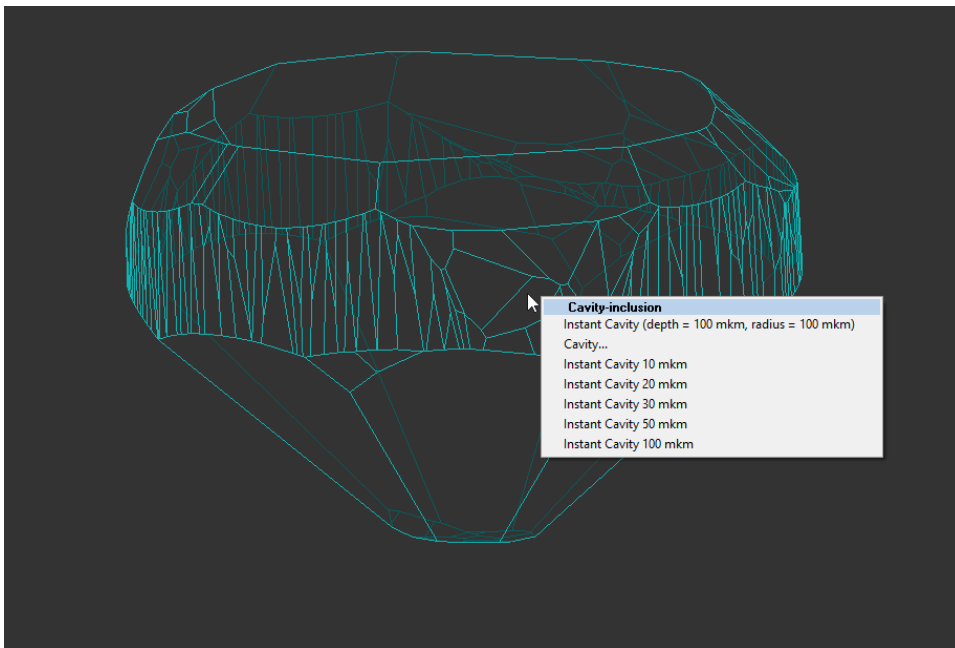 Cavity-inclusion
Instant Cavity (depth = 100 mkm, radius = 100 mkm)
Cavity...
Instant Cavity 10 mkm
Instant Cavity 20 mkm
Instant Cavity 30 mkm
Instant Cavity 50 mkm
Instant Cavity 100 mkm